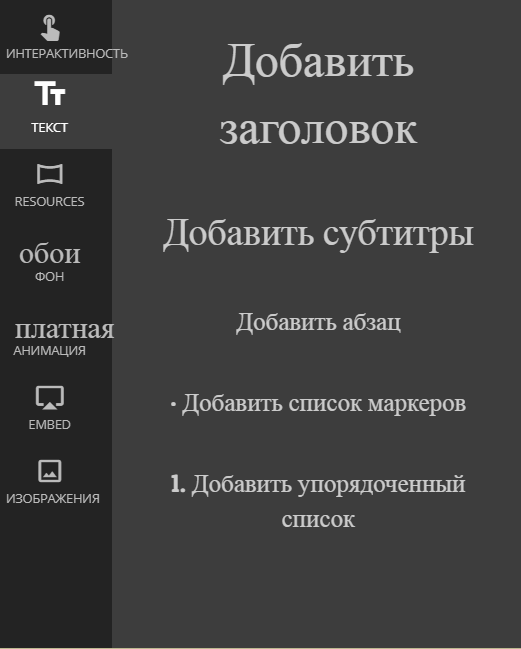 ИНТЕРАКТИВНОСТЬ
Тт
ТЕКСТ
RESOURCES
обои
ФОН
платная
АНИМАЦИЯ
EMBED
ИЗОБРАЖЕНИЯ
Добавить
заголовок
Добавить субтитры
Добавить абзац
· Добавить список маркеров
1. Добавить упорядоченный
список